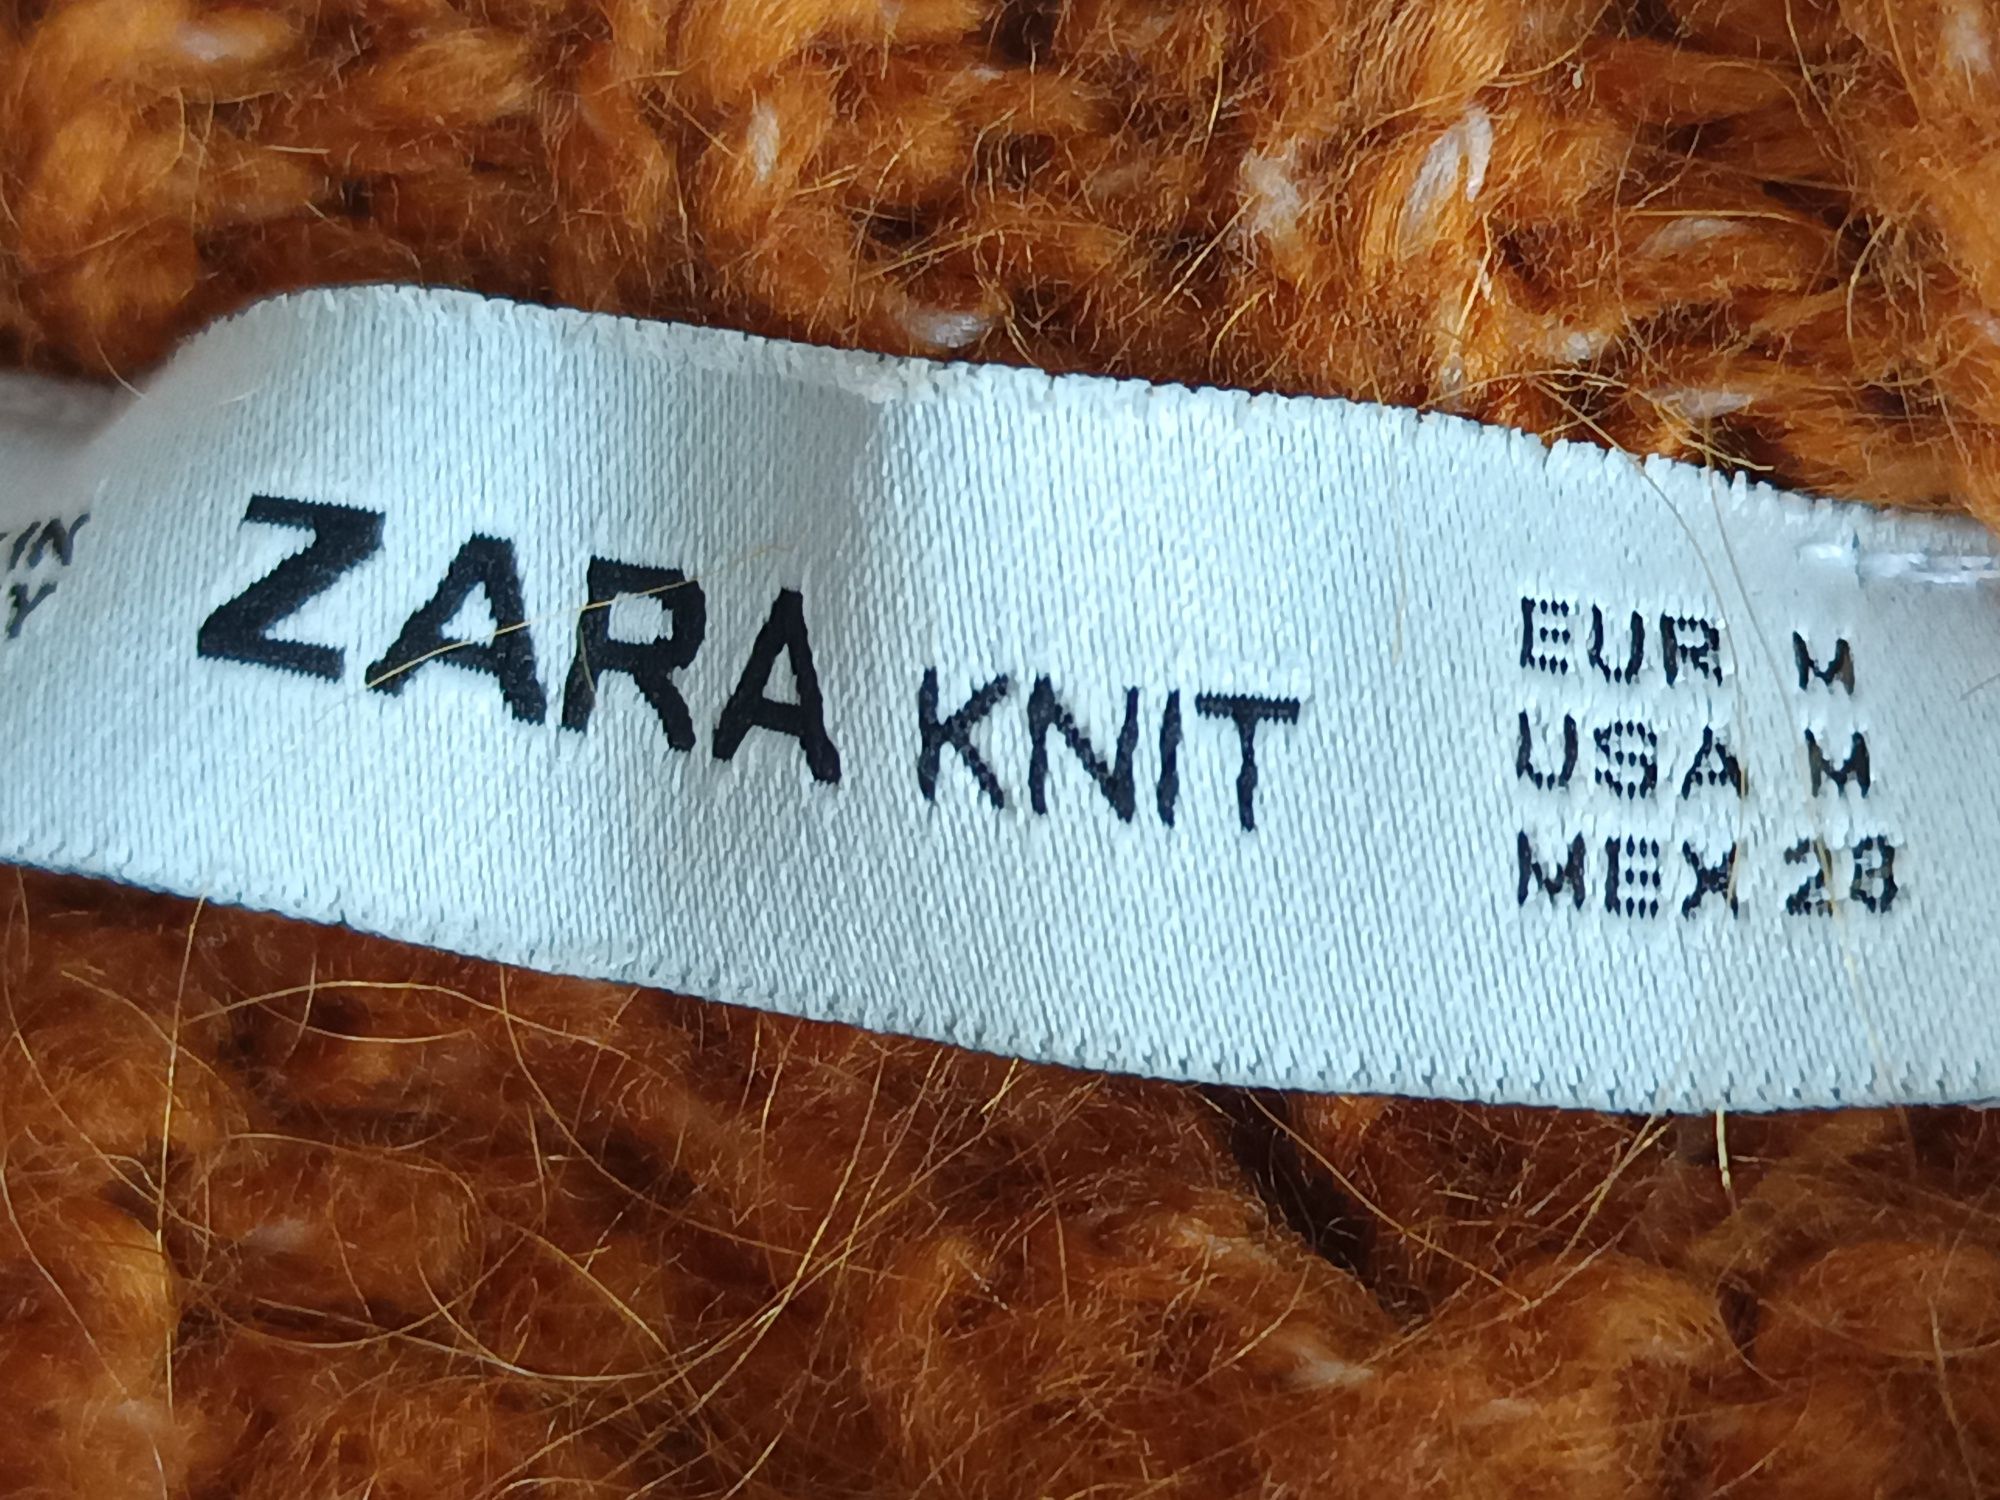 ZARA KNIT
EUR M
USA M
MEX 28